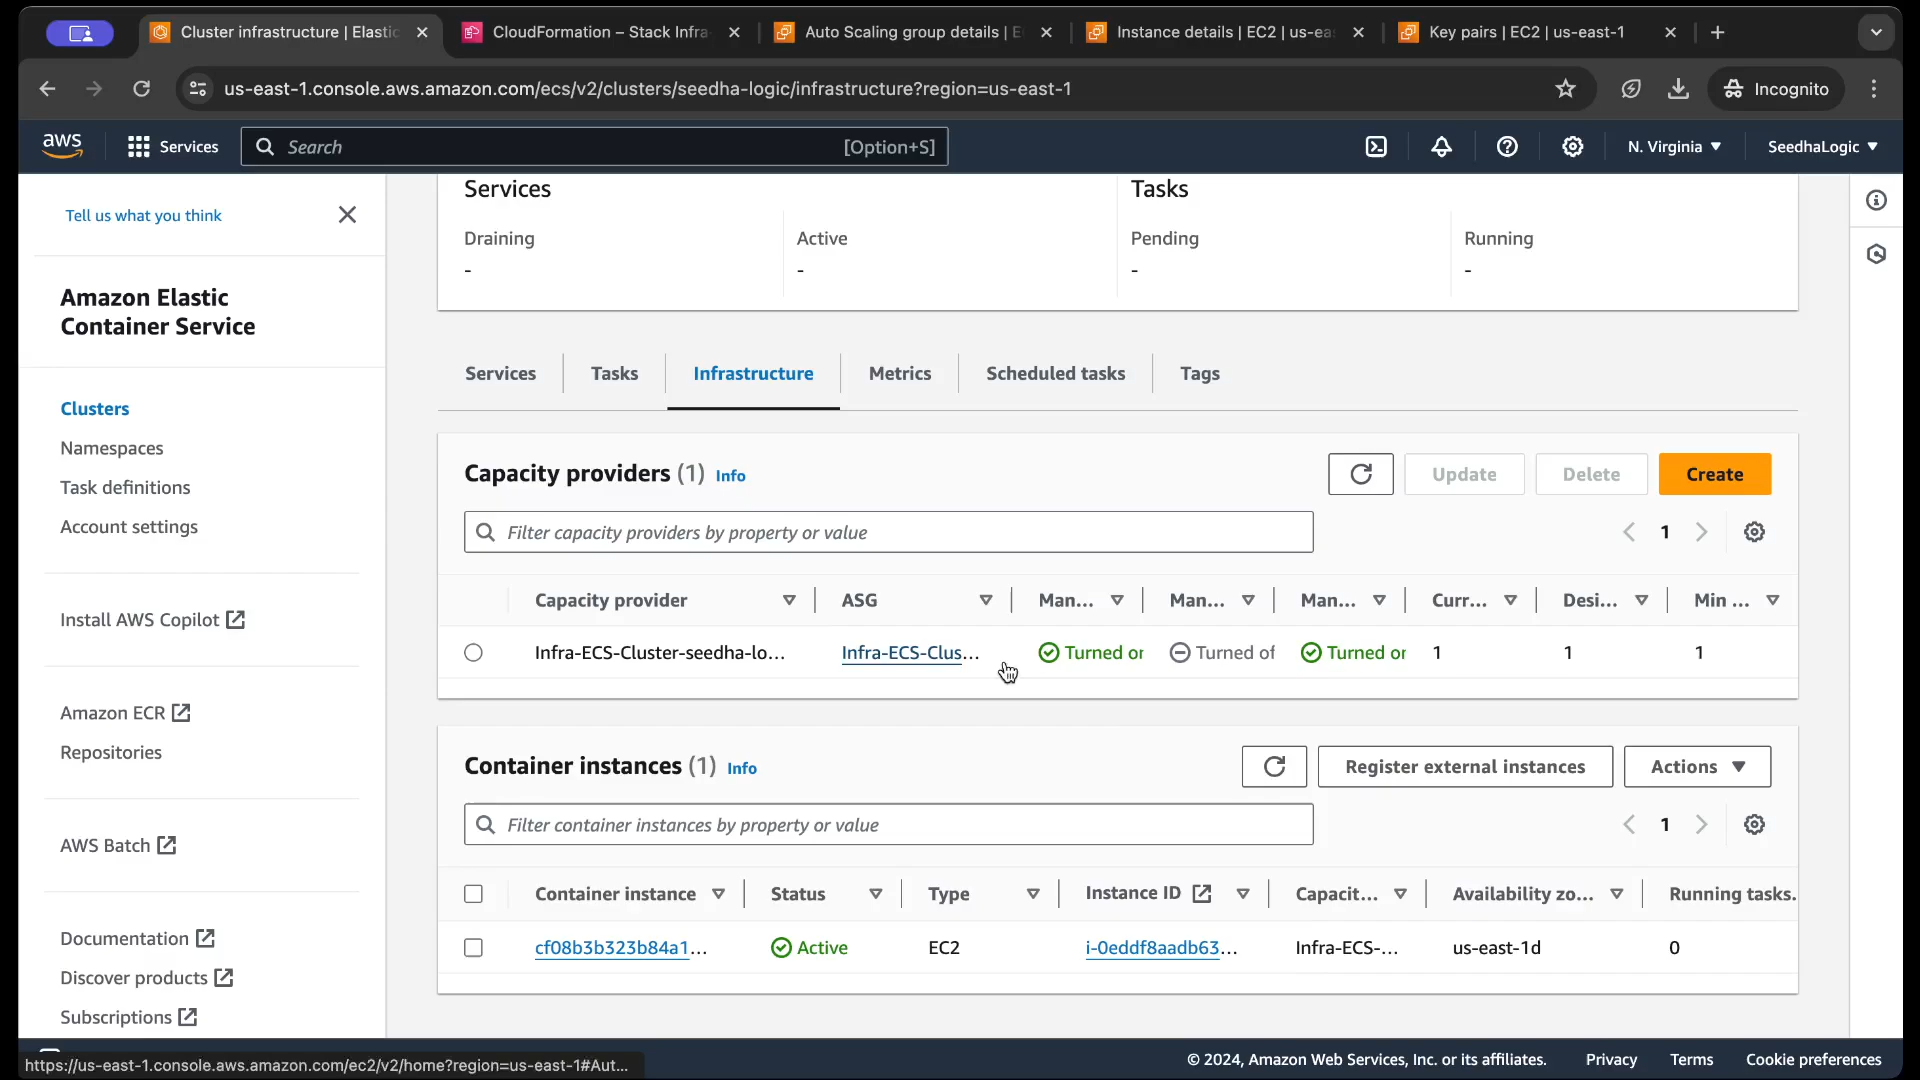 Cluster infrastructure | Elastic
CloudFormation – Stack Infra-
Auto Scaling group details | E
Instance details | EC2 | us-ea
Key pairs | EC2 | us-east-1
us-east-1.console.aws.amazon.com/ecs/v2/clusters/seedha-logic/infrastructure?region=us-east-1
Incognito
aws
Services
Search
[Option+S]
N. Virginia
SeedhaLogic
Tell us what you think
Amazon Elastic
Container Service
Clusters
Namespaces
Task definitions
Account settings
Install AWS Copilot
Amazon ECR
Repositories
AWS Batch
Documentation
Discover products
Subscriptions
Services
Tasks
Draining
Active
Pending
Running
-
-
-
-
Services
Tasks
Infrastructure
Metrics
Scheduled tasks
Tags
Capacity providers (1) Info
Update
Delete
Create
Filter capacity providers by property or value
1
Capacity provider
ASG
Man...
Man...
Man...
Curr...
Desi...
Min ...
Infra-ECS-Cluster-seedha-lo...
Infra-ECS-Clus...
Turned or
Turned of
Turned or
1
1
1
Container instances (1) Info
Register external instances
Actions
Filter container instances by property or value
1
Container instance
Status
Type
Instance ID
Capacit...
Availability zo...
Running tasks.
cf08b3b323b84a1...
Active
EC2
i-0eddf8aadb63...
Infra-ECS-...
us-east-1d
0
https://us-east-1.console.aws.amazon.com/ec2/v2/home?region=us-east-1#Aut...
© 2024, Amazon Web Services, Inc. or its affiliates.
Privacy
Terms
Cookie preferences